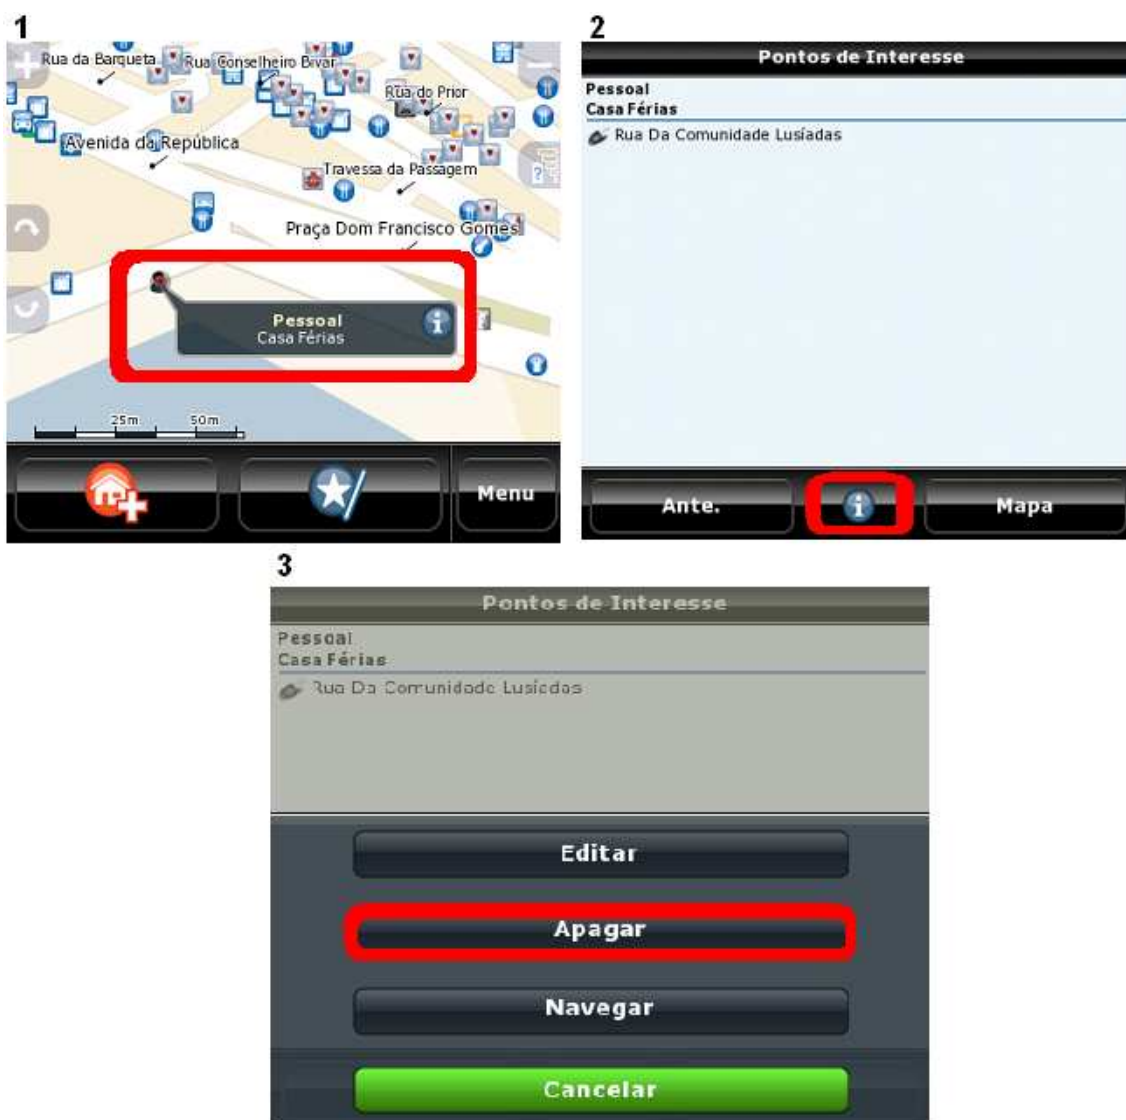 1
Rua da Barqueta
Rua Conselheiro Bivar
Rua do Prior
Avenida da República
Travessa da Passagem
?
Praça Dom Francisco Gomes
Pessoal
Casa Férias
25m
50m
Menu
2
Pontos de Interesse
Pessoal
Casa Férias
Rua Da Comunidade Lusíadas
Ante.
Mapa
3
Pontos de Interesse
Pessoal
Casa Férias
Rua Da Comunidade Lusíadas
Editar
Apagar
Navegar
Cancelar